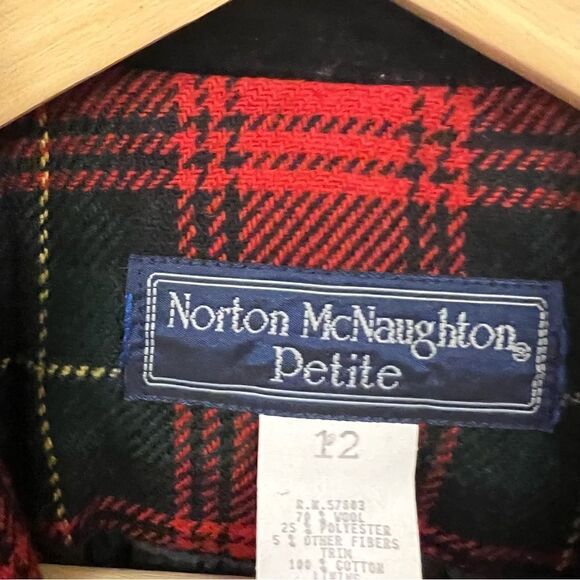 Norton McNaughton®
Petite
12
R.N.57803
70 % WOOL
25 % POLYESTER
5 % OTHER FIBERS
TRIM
100 % COTTON
LINING